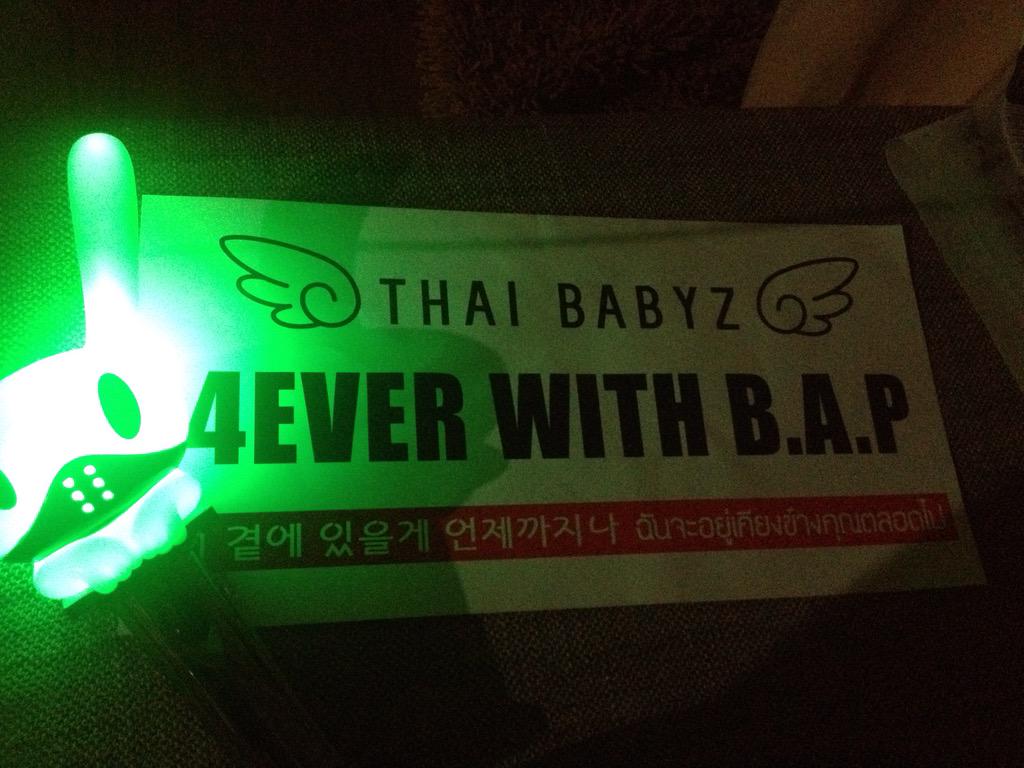 THAI BABYZ
4EVER WITH B.A.P
곁에 있을게 언제까지나 ฉันจะอยู่เคียงข้างคุณตลอดไป